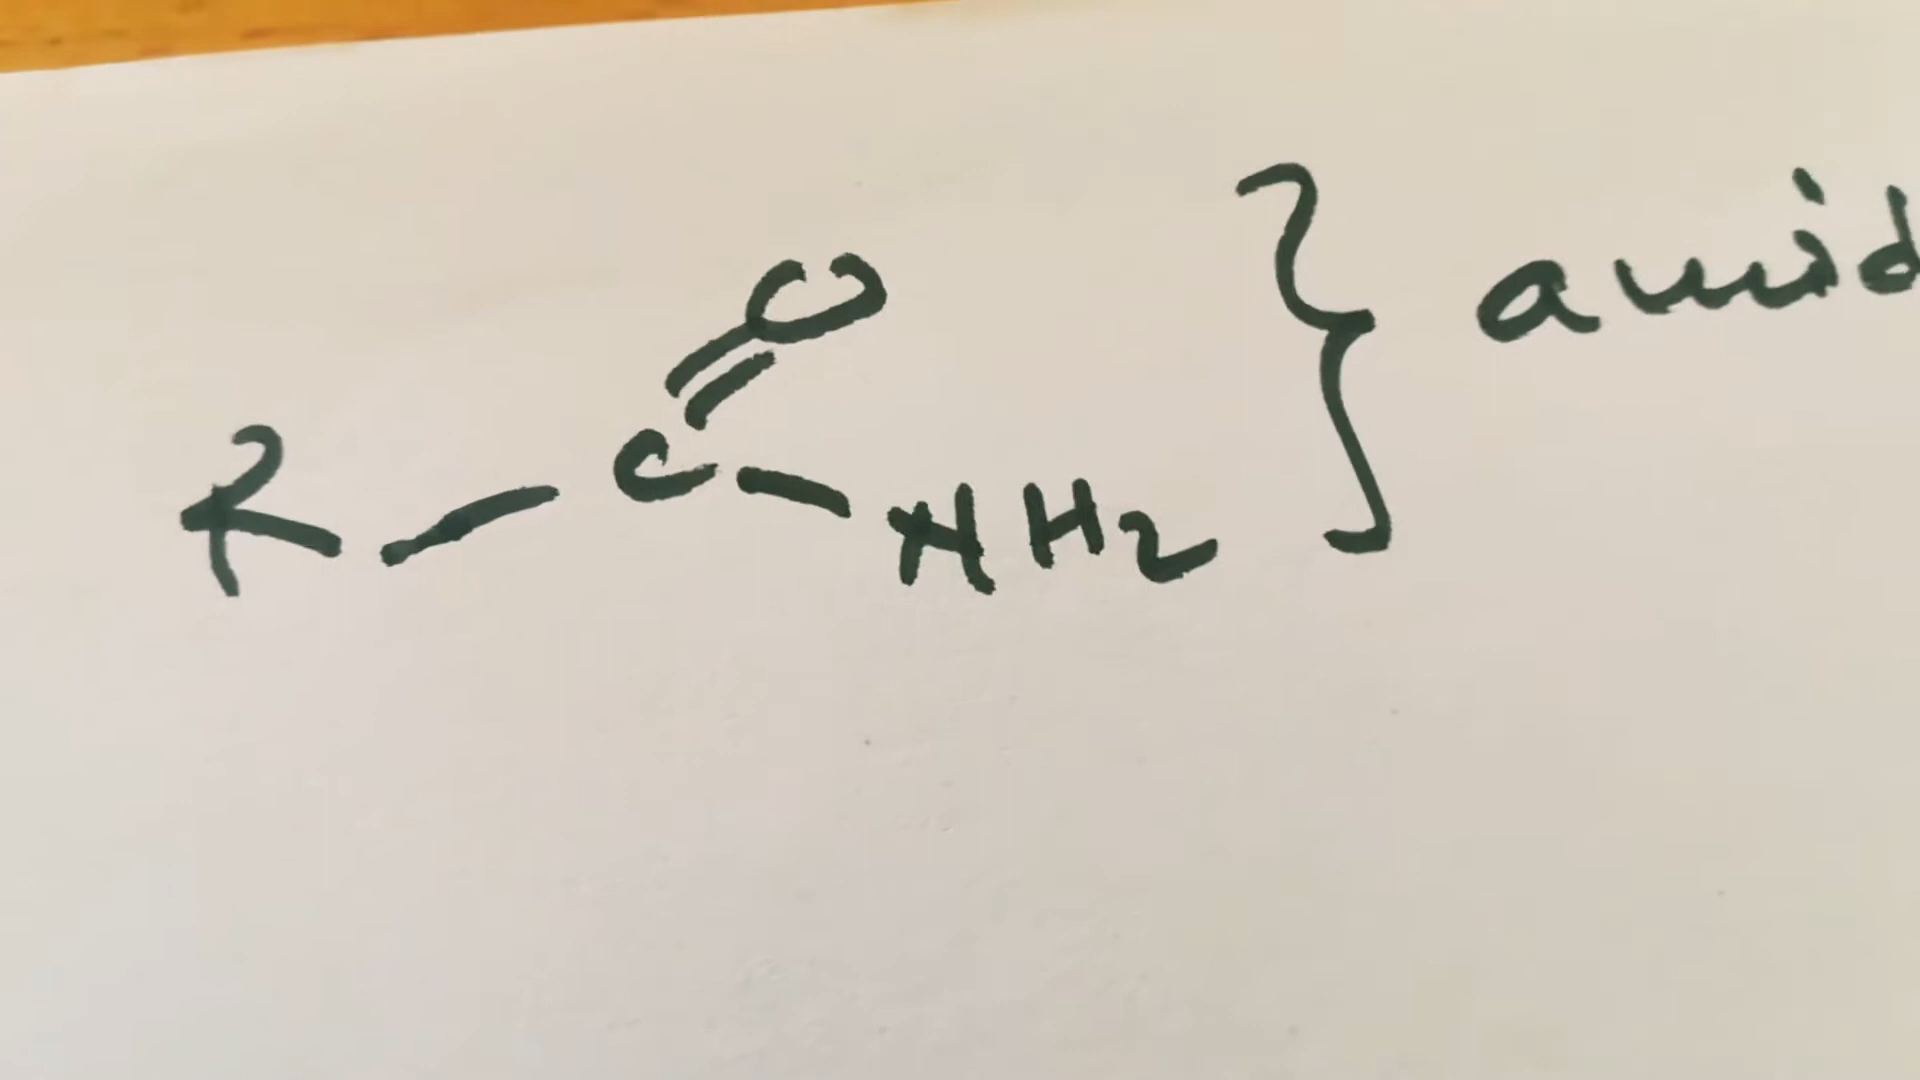 O
R - C = NH2 } amid